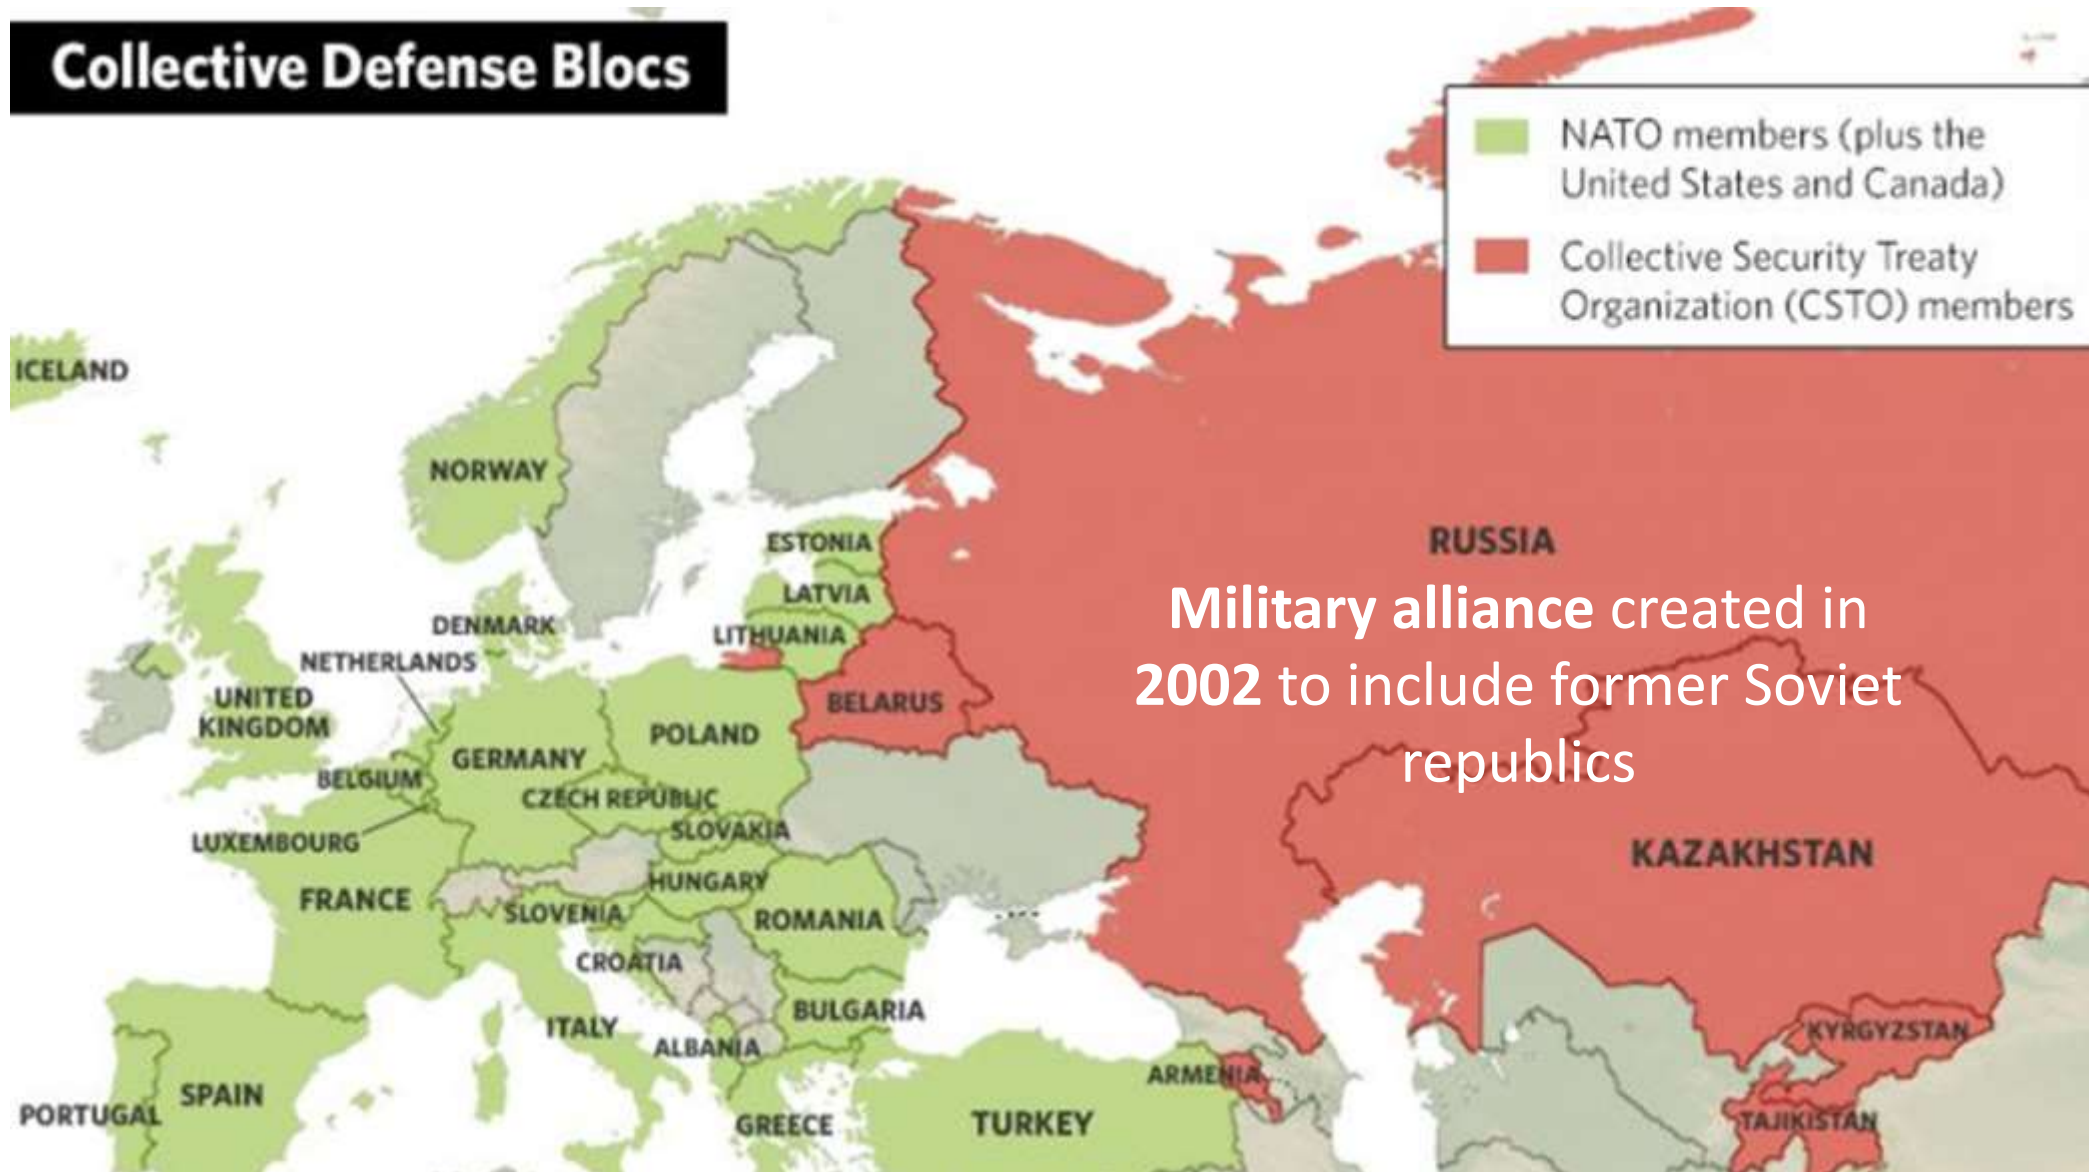 Collective Defense Blocs
NATO members (plus the
United States and Canada)
Collective Security Treaty
Organization (CSTO) members
ICELAND
NORWAY
RUSSIA
ESTONIA
Military alliance created in
LATVIA
DENMARK
LITHUANIA
NETHERLANDS
2002 to include former Soviet
UNITED
KINGDOM
BELARUS
POLAND
GERMANY
republics
BELGIUM
CZECH REPUBLIC
SLOVAKIA
LUXEMBOURG
KAZAKHSTAN
HUNGARY
FRANCE
SLOVENIA
ROMANIA
CROATIA
BULGARIA
ITALY
KYRGYZSTAN
ALBANIA
ARMENIA
SPAIN
PORTUGAL
GREECE
TURKEY
TAJIKISTAN